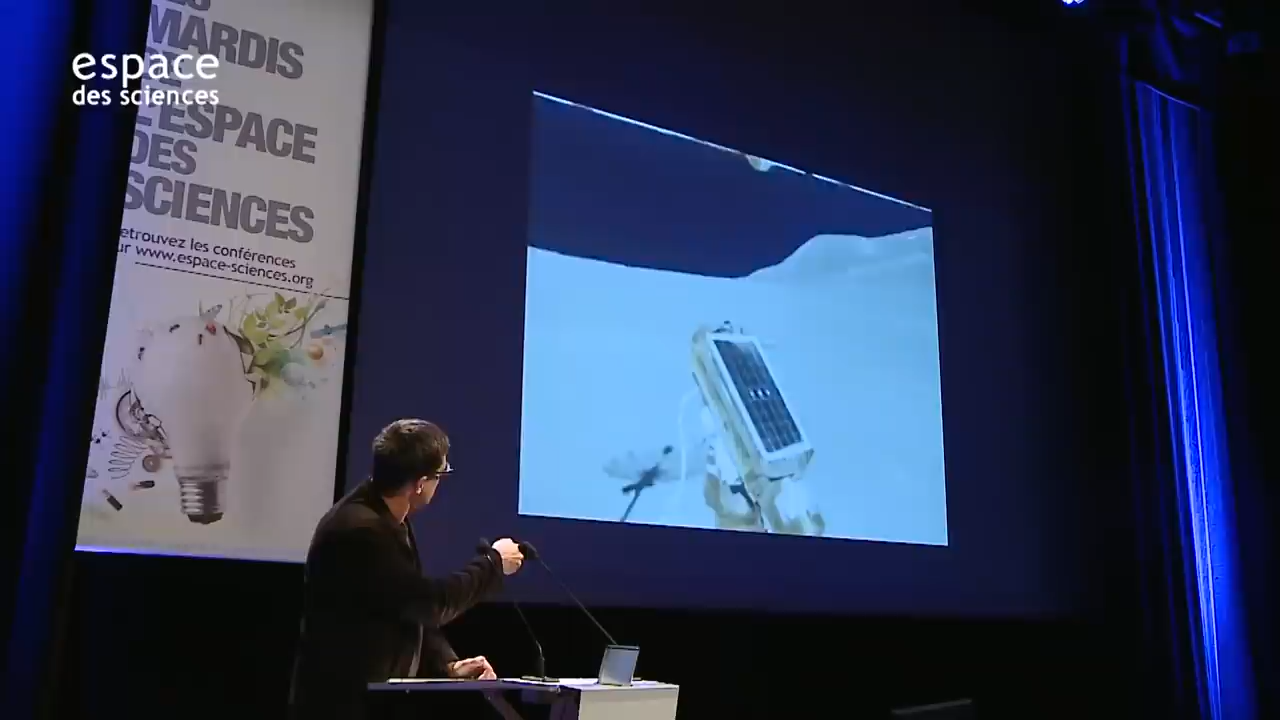 espace
des sciences
MARDIS
L'ESPACE
DES
SCIENCES
etrouvez les conférences
ur www.espace-sciences.org